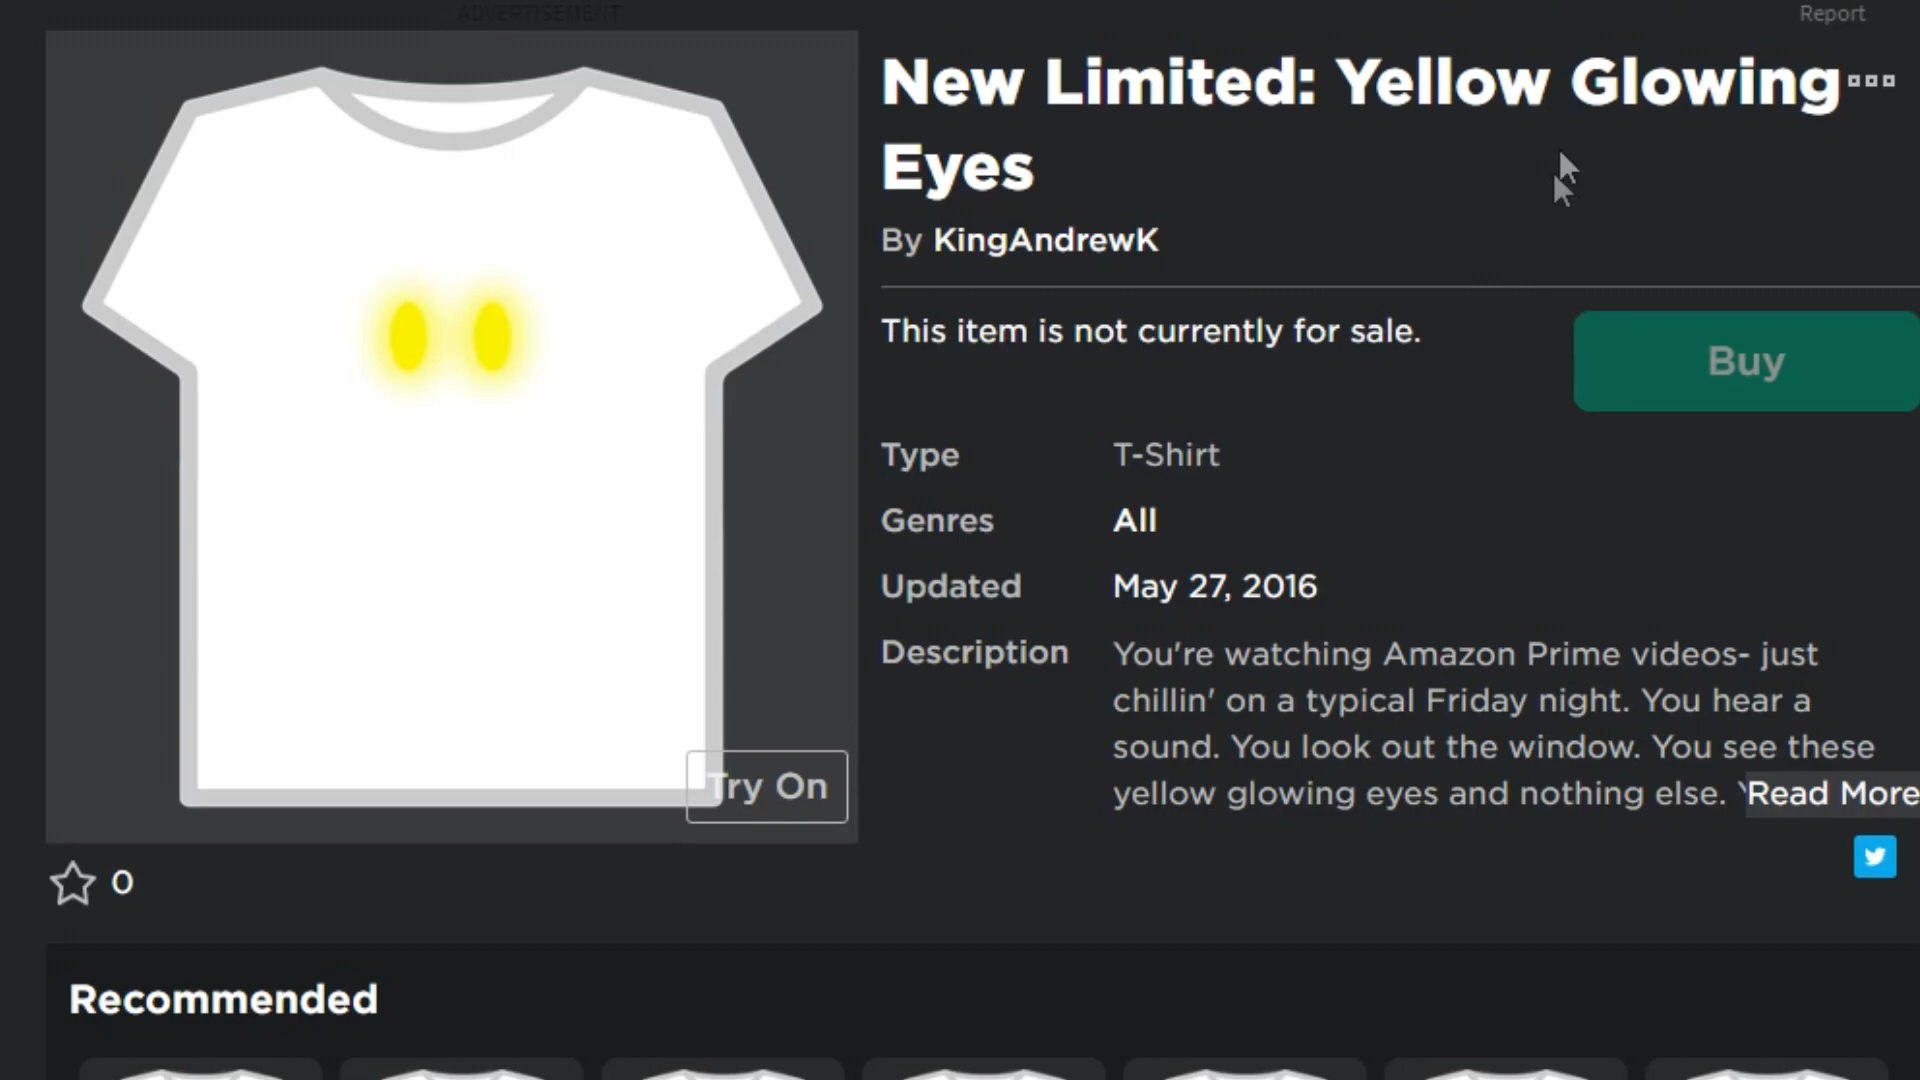 ADVERTISEMENT
Report
New Limited: Yellow Glowing
Eyes
By KingAndrewK
This item is not currently for sale.
Buy
Type T-Shirt
Genres All
Updated May 27, 2016
Description You're watching Amazon Prime videos- just
chillin' on a typical Friday night. You hear a
sound. You look out the window. You see these
yellow glowing eyes and nothing else. Read More
Try On
0
Recommended